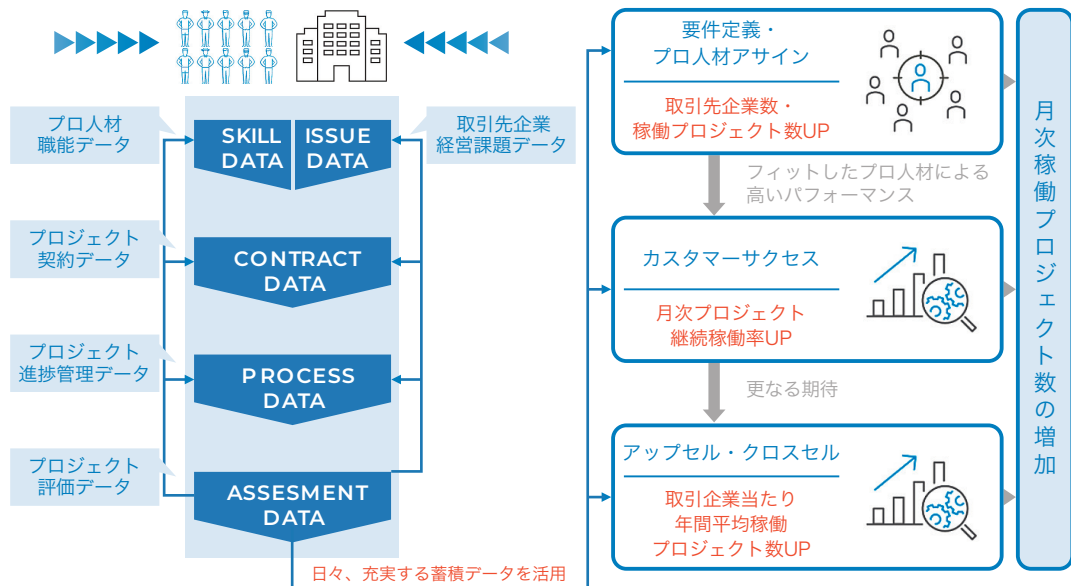 プロ人材
職能データ
SKILL
DATA
ISSUE
DATA
取引先企業
経営課題データ
プロジェクト
契約データ
CONTRACT
DATA
プロジェクト
進捗管理データ
PROCESS
DATA
プロジェクト
評価データ
ASSESMENT
DATA
日々、充実する蓄積データを活用
要件定義・
プロ人材アサイン
取引先企業数・
稼働プロジェクト数UP
フィットしたプロ人材による
高いパフォーマンス
カスタマーサクセス
月次プロジェクト
継続稼働率UP
更なる期待
アップセル・クロスセル
取引企業当たり
年間平均稼働
プロジェクト数UP
月次稼働プロジェクト数の増加